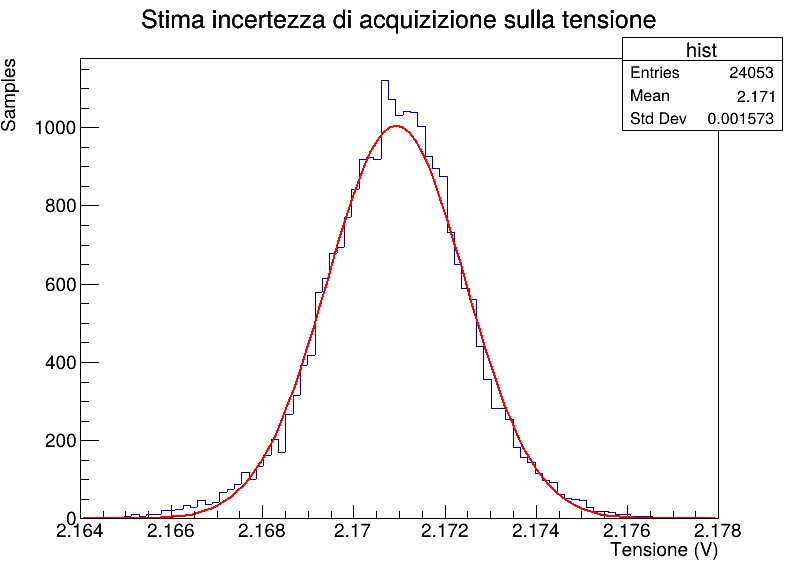 Stima incertezza di acquizizione sulla tensione
hist
Entries 24053
Mean 2.171
Std Dev 0.001573
Samples
1000
800
600
400
200
0
2.164 2.166 2.168 2.17 2.172 2.174 2.176 2.178
Tensione (V)